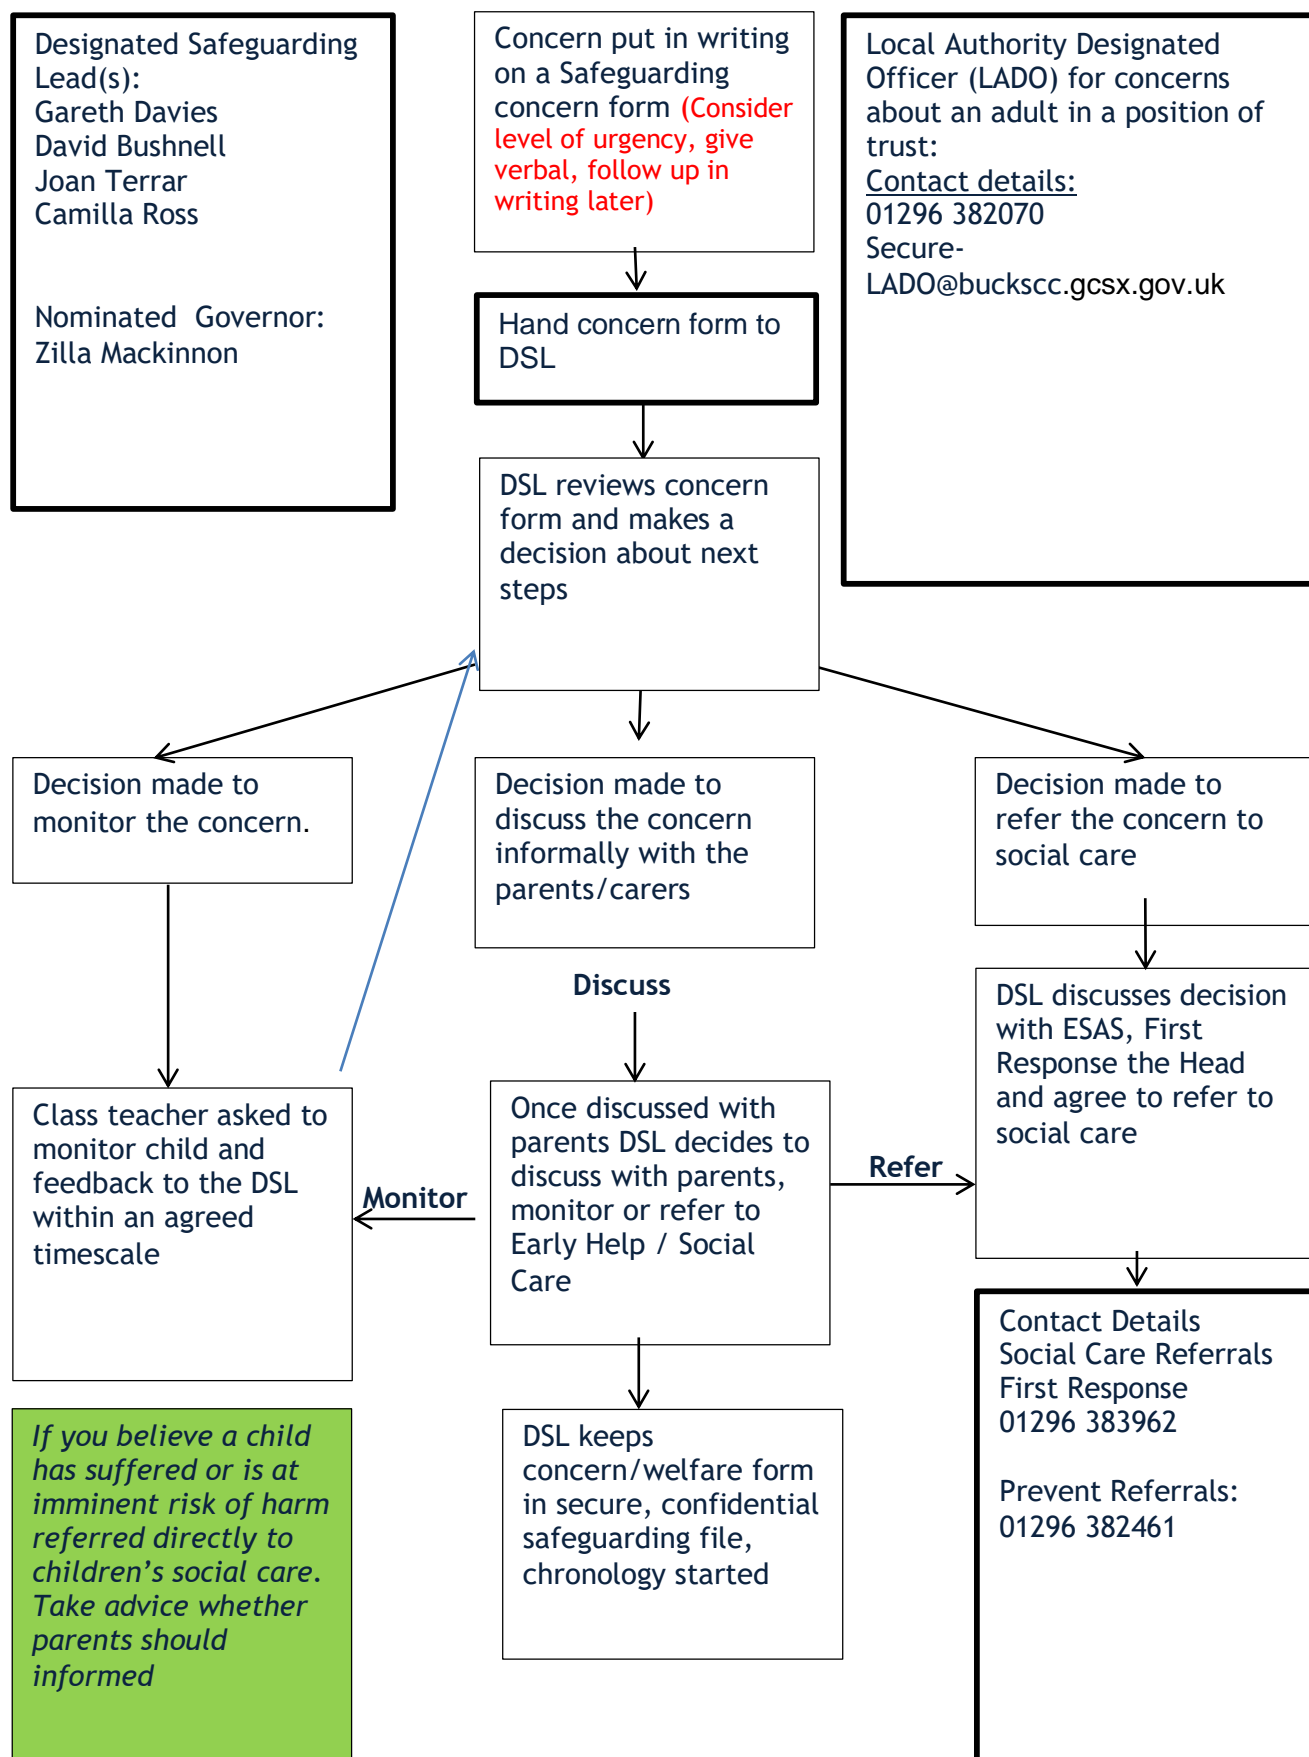 Designated Safeguarding
Lead(s):
Gareth Davies
David Bushnell
Joan Terrar
Camilla Ross
Nominated  Governor:
Zilla Mackinnon
Concern put in writing
on a Safeguarding
concern form (Consider
level of urgency, give
verbal, follow up in
writing later)
Local Authority Designated
Officer (LADO) for concerns
about an adult in a position of
trust:
Contact details:
01296 382070
Secure-
LADO@buckscc.gcsx.gov.uk
Hand concern form to
DSL
DSL reviews concern
form and makes a
decision about next
steps
Decision made to
monitor the concern.
Decision made to
discuss the concern
informally with the
parents/carers
Decision made to
refer the concern to
social care
Discuss
Class teacher asked to
monitor child and
feedback to the DSL
within an agreed
timescale
Monitor
Once discussed with
parents DSL decides to
discuss with parents,
monitor or refer to
Early Help / Social
Care
Refer
DSL discusses decision
with ESAS, First
Response the Head
and agree to refer to
social care
If you believe a child
has suffered or is at
imminent risk of harm
referred directly to
children’s social care.
Take advice whether
parents should
informed
DSL keeps
concern/welfare form
in secure, confidential
safeguarding file,
chronology started
Contact Details
Social Care Referrals
First Response
01296 383962
Prevent Referrals:
01296 382461